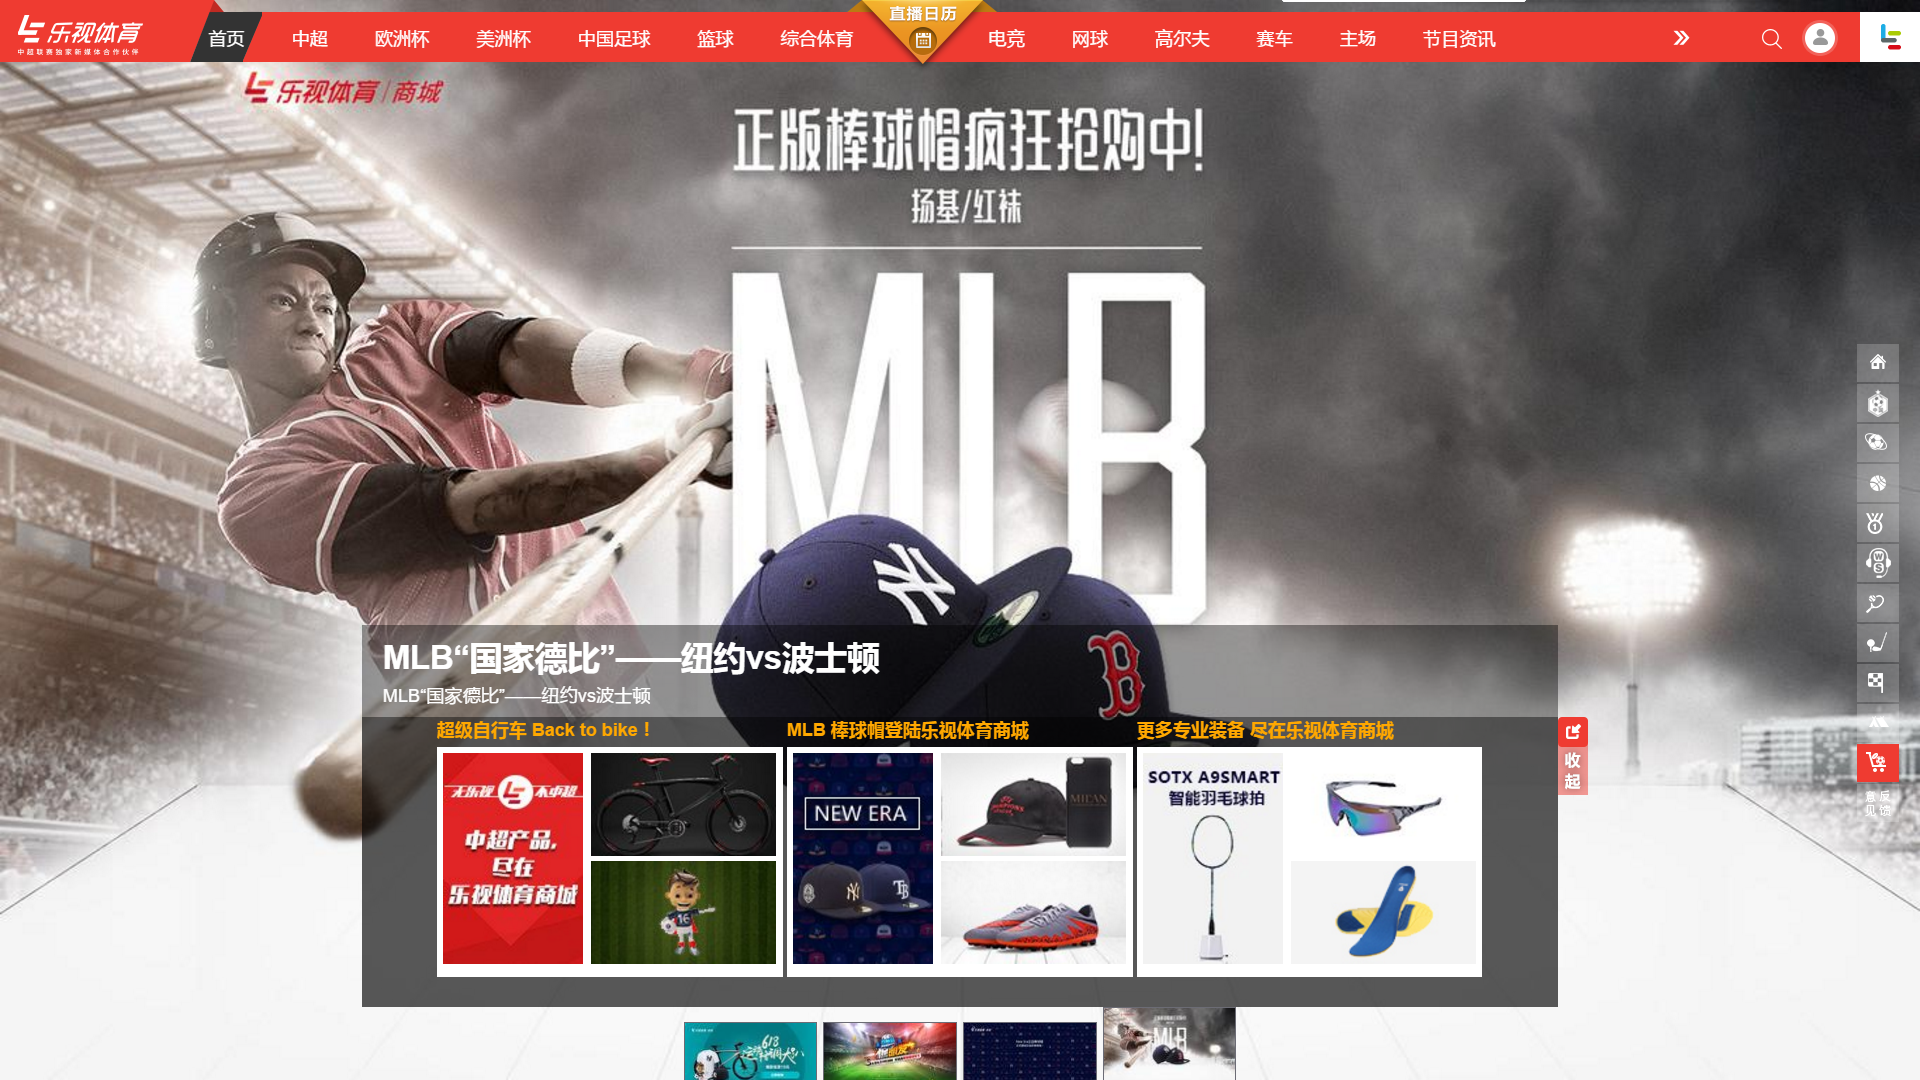 乐视体育
中超联赛独家新媒体合作伙伴
首页
中超
欧洲杯
美洲杯
中国足球
篮球
综合体育
直播日历
电竞
网球
高尔夫
赛车
主场
节目资讯
乐视体育|商城
正版棒球帽疯狂抢购中!
扬基/红袜
MLB
MLB“国家德比”——纽约vs波士顿
MLB“国家德比”——纽约vs波士顿
超级自行车 Back to bike！
MLB 棒球帽登陆乐视体育商城
更多专业装备 尽在乐视体育商城
收起
无乐视 不中超
中超产品,
尽在
乐视体育商城
16
NEW ERA
NY
TB
MILAN
SOTX A9SMART
智能羽毛球拍
意见反馈
618
MLB